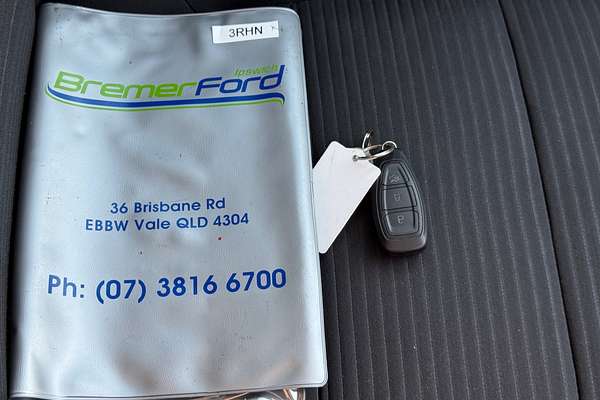 3RHN
Ipswich
BremerFord
36 Brisbane Rd
EBBW Vale QLD 4304
Ph: (07) 3816 6700